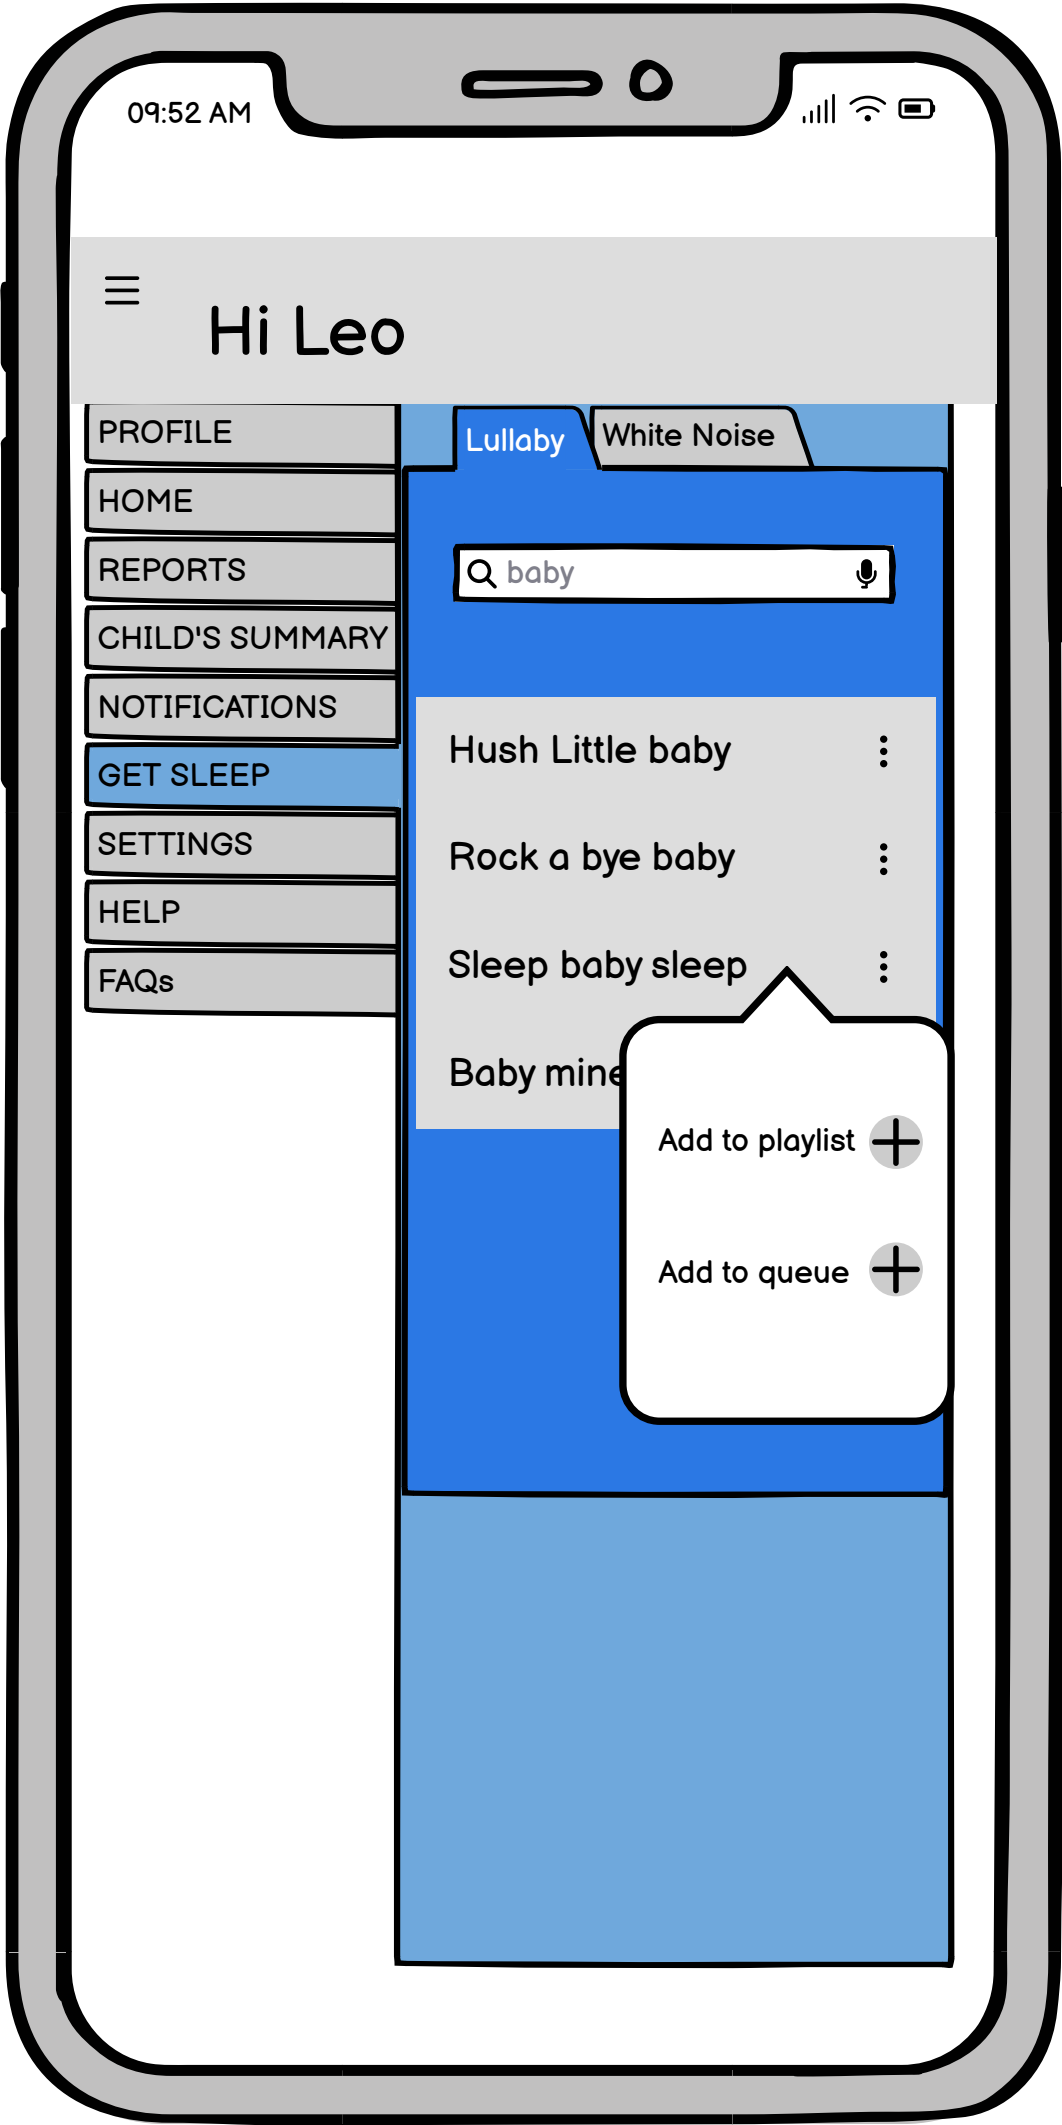 09:52 AM
Hi Leo
PROFILE
HOME
REPORTS
CHILD'S SUMMARY
NOTIFICATIONS
GET SLEEP
SETTINGS
HELP
FAQs
Lullaby
White Noise
baby
Hush Little baby
Rock a bye baby
Sleep baby sleep
Baby mine
Add to playlist
Add to queue